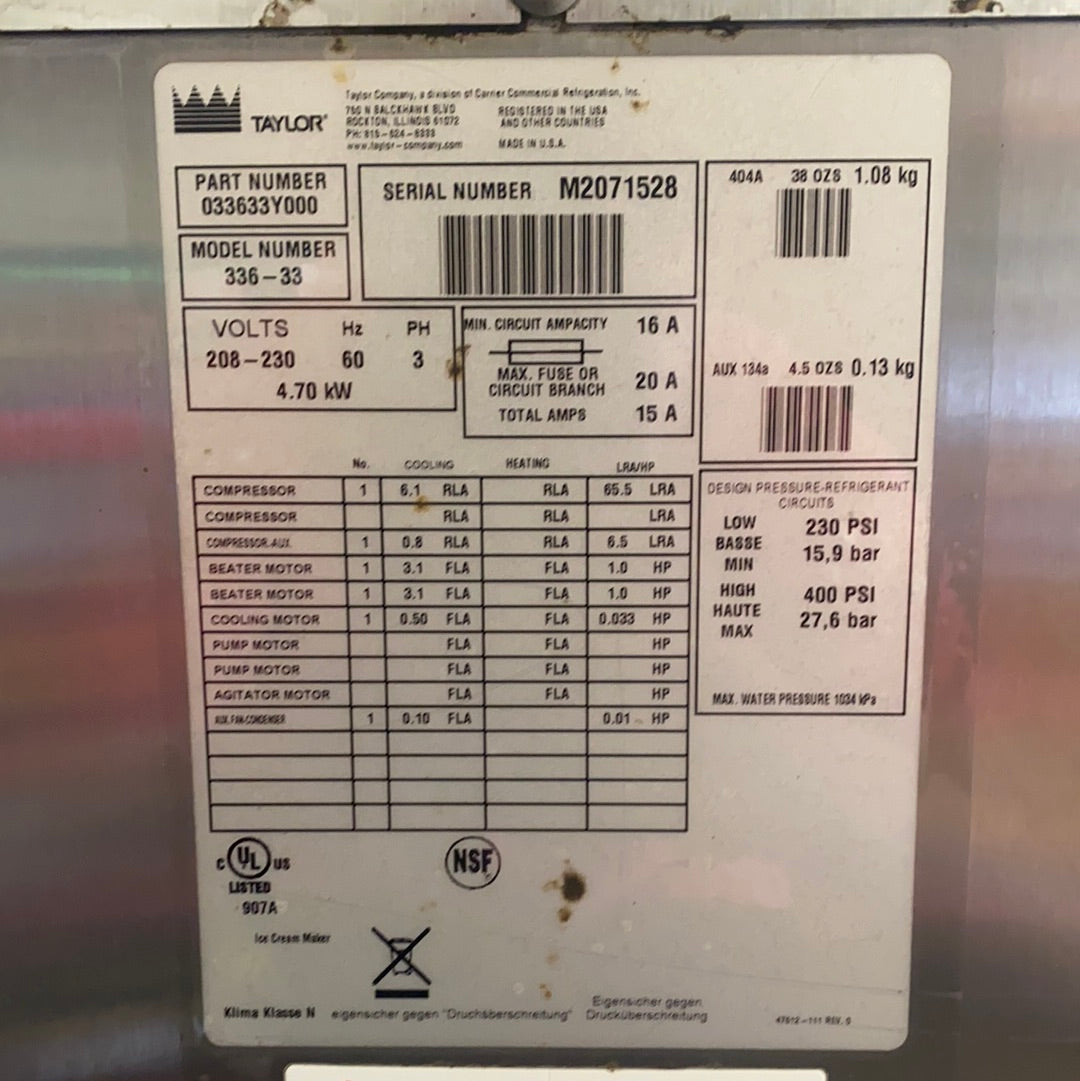 TAYLOR®
Taylor Company, a division of Carrier Commercial Refrigeration, Inc.
750 N BALCKHAWK BLVD
ROCKTON, ILLINOIS 61072
PH: 815-624-8333
www.taylor-company.com
REGISTERED IN THE USA
AND OTHER COUNTRIES
MADE IN U.S.A.
PART NUMBER
033633Y000
MODEL NUMBER
336-33
SERIAL NUMBER M2071528
404A 38 OZS 1.08 kg
AUX 134a 4.5 OZS 0.13 kg
VOLTS Hz PH
208-230 60 3
4.70 kW
MIN. CIRCUIT AMPACITY 16 A
MAX. FUSE OR
CIRCUIT BRANCH 20 A
TOTAL AMPS 15 A
No. COOLING HEATING LRA/HP
COMPRESSOR 1 6.1 RLA RLA 65.5 LRA
COMPRESSOR RLA RLA LRA
COMPRESSOR-AUX. 1 0.8 RLA RLA 6.5 LRA
BEATER MOTOR 1 3.1 FLA FLA 1.0 HP
BEATER MOTOR 1 3.1 FLA FLA 1.0 HP
COOLING MOTOR 1 0.50 FLA FLA 0.033 HP
PUMP MOTOR FLA FLA HP
PUMP MOTOR FLA FLA HP
AGITATOR MOTOR FLA FLA HP
AUX. FAN-CONDENSER 1 0.10 FLA 0.01 HP
DESIGN PRESSURE-REFRIGERANT
CIRCUITS
LOW 230 PSI
BASSE 15,9 bar
MIN
HIGH 400 PSI
HAUTE 27,6 bar
MAX
MAX. WATER PRESSURE 1034 kPa
C UL US
LISTED
907A
NSF
Ice Cream Maker
Klima Klasse N eigensicher gegen "Druchsberschreitung"
Eigensicher gegen
Drucküberschreitung
47512-111 REV. 9